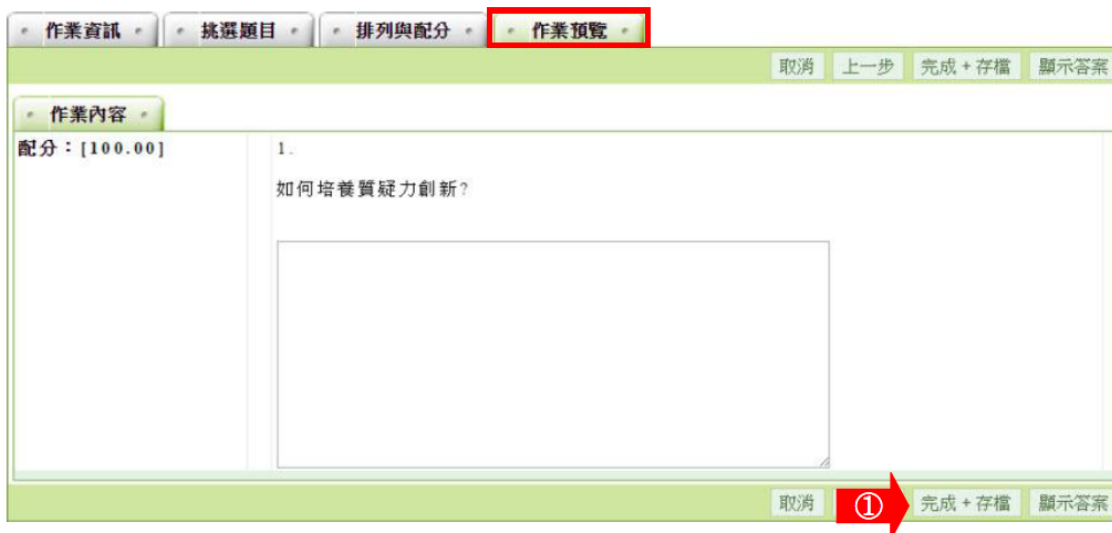 作業資訊 挑選題目 排列與配分 作業預覽
取消 上一步 完成+存檔 顯示答案
作業內容
配分：[100.00] 1.
如何培養質疑力創新?
取消 ① 完成+存檔 顯示答案